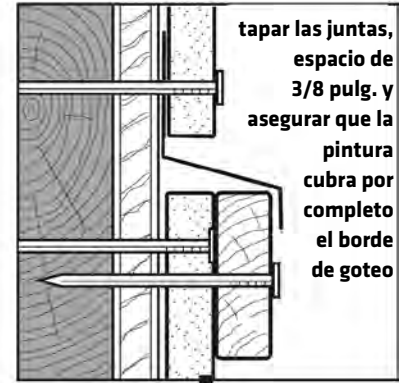 tapar las juntas,
espacio de
3/8 pulg. y
asegurar que la
pintura
cubra por
completo
el borde
de goteo